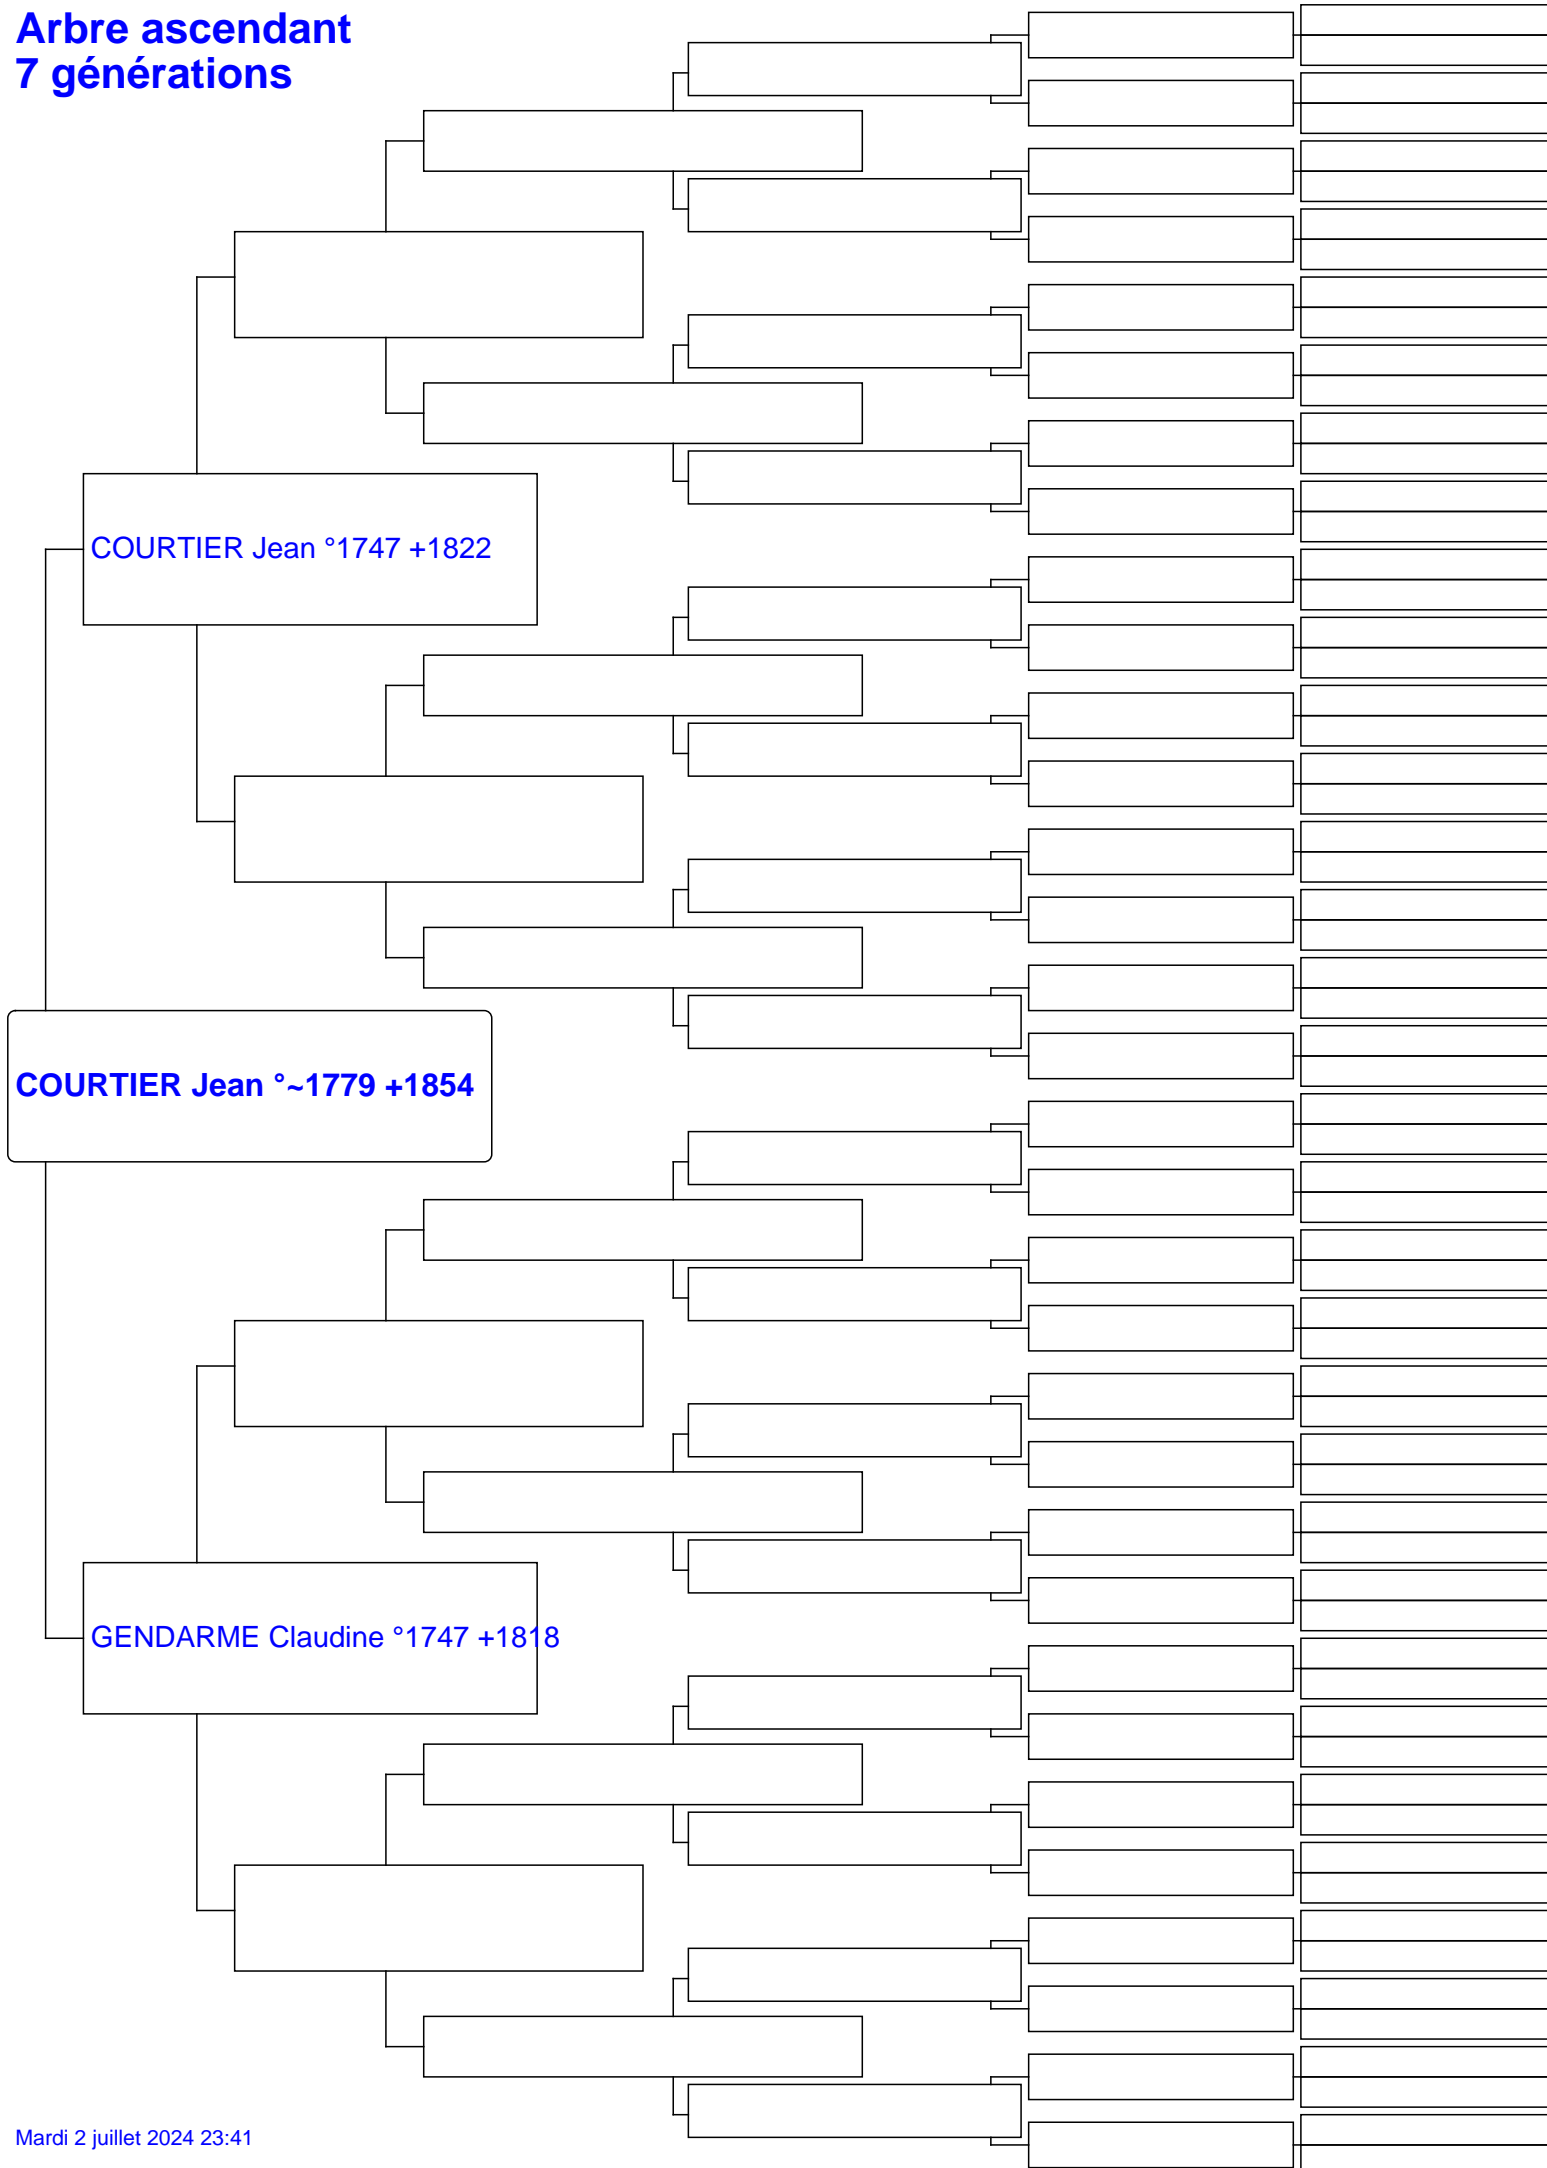 Arbre ascendant
7 générations
COURTIER Jean °1747 +1822
COURTIER Jean °~1779 +1854
GENDARME Claudine °1747 +1818
Mardi 2 juillet 2024 23:41